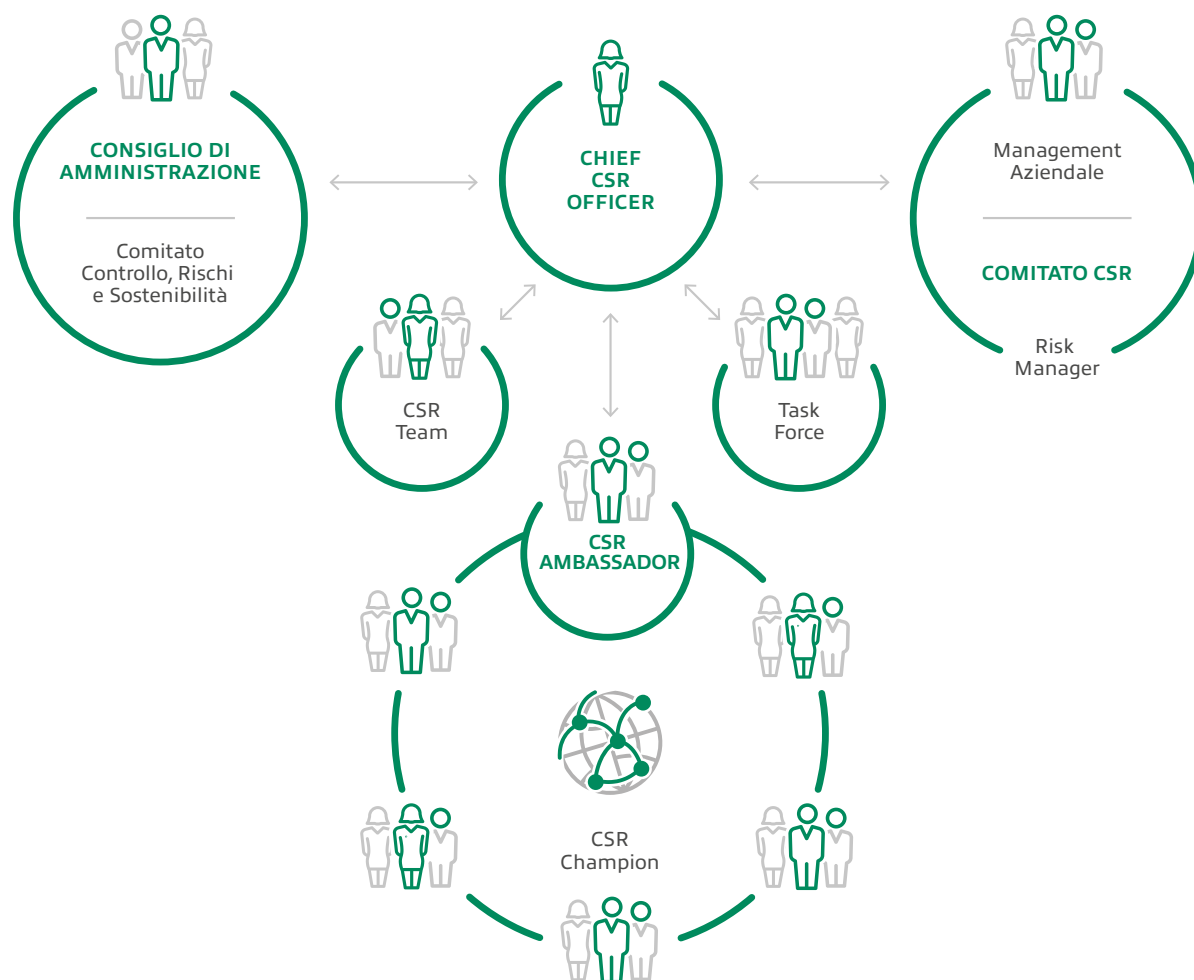 CONSIGLIO DI
AMMINISTRAZIONE
Comitato
Controllo, Rischi
e Sostenibilità
CHIEF
CSR
OFFICER
Management
Aziendale
COMITATO CSR
Risk
Manager
CSR
Team
Task
Force
CSR
AMBASSADOR
CSR
Champion